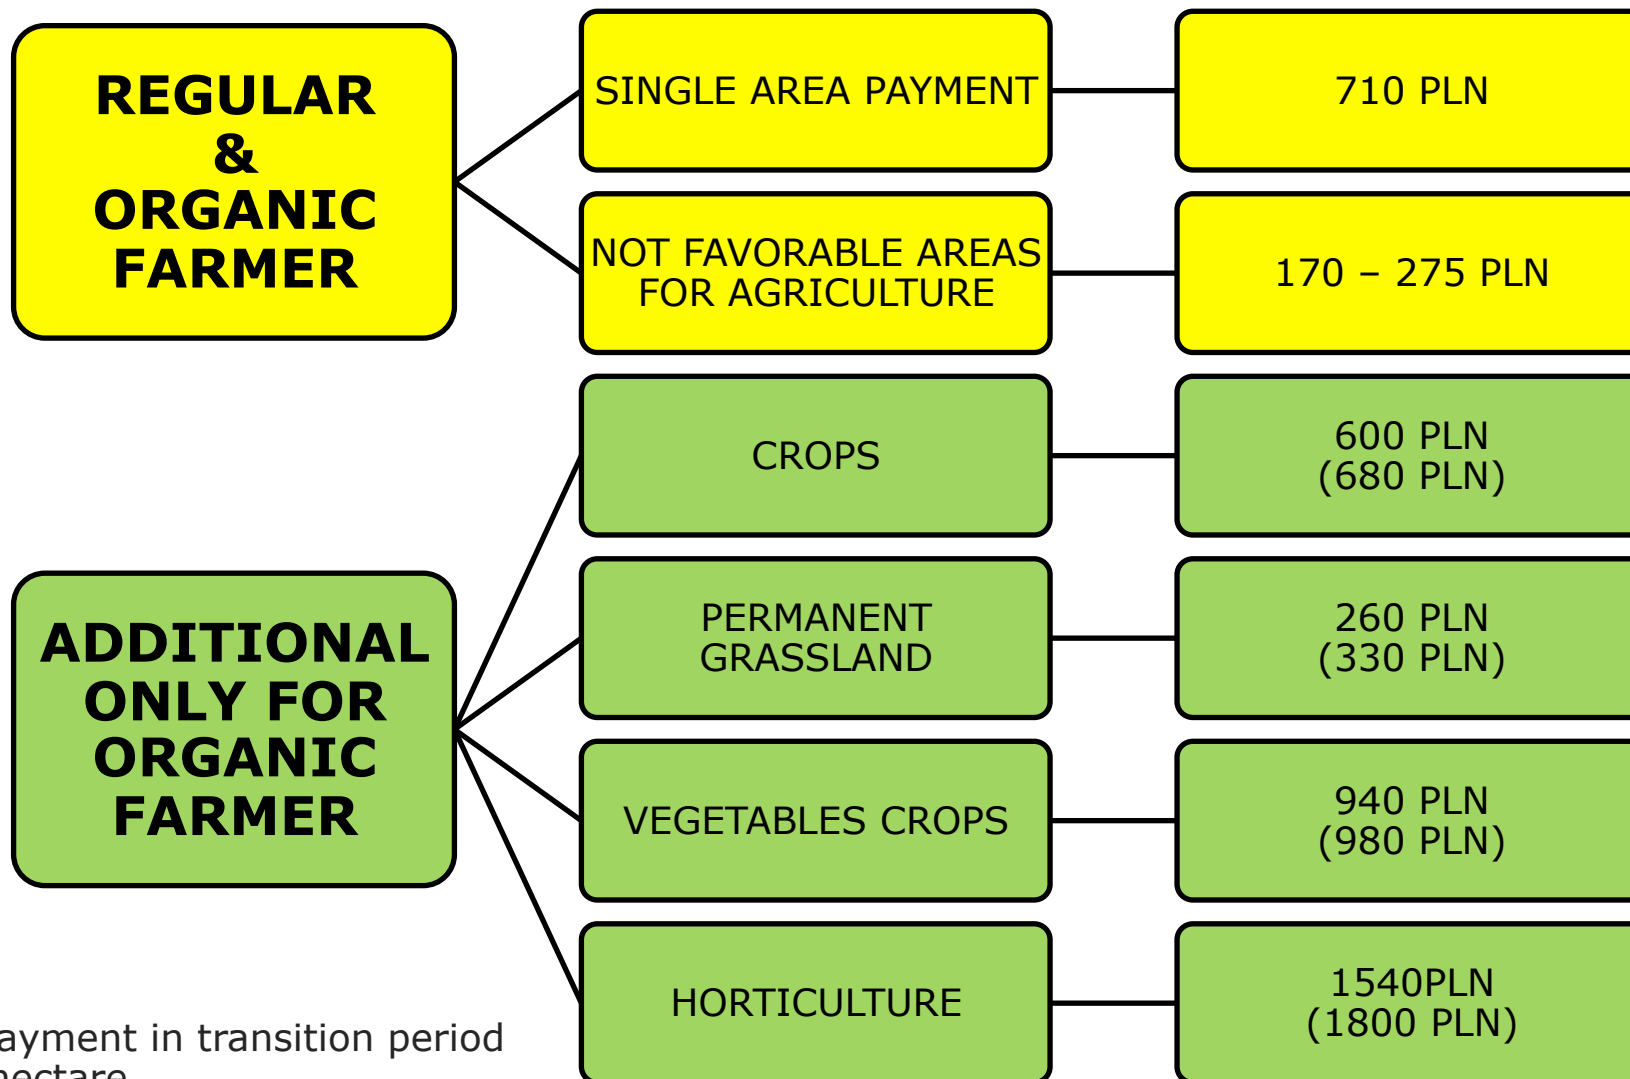 REGULAR
&
ORGANIC
FARMER
SINGLE AREA PAYMENT
710 PLN
NOT FAVORABLE AREAS
FOR AGRICULTURE
170 – 275 PLN
ADDITIONAL
ONLY FOR
ORGANIC
FARMER
CROPS
600 PLN
(680 PLN)
PERMANENT
GRASSLAND
260 PLN
(330 PLN)
VEGETABLES CROPS
940 PLN
(980 PLN)
HORTICULTURE
1540PLN
(1800 PLN)
ayment in transition period
hectare